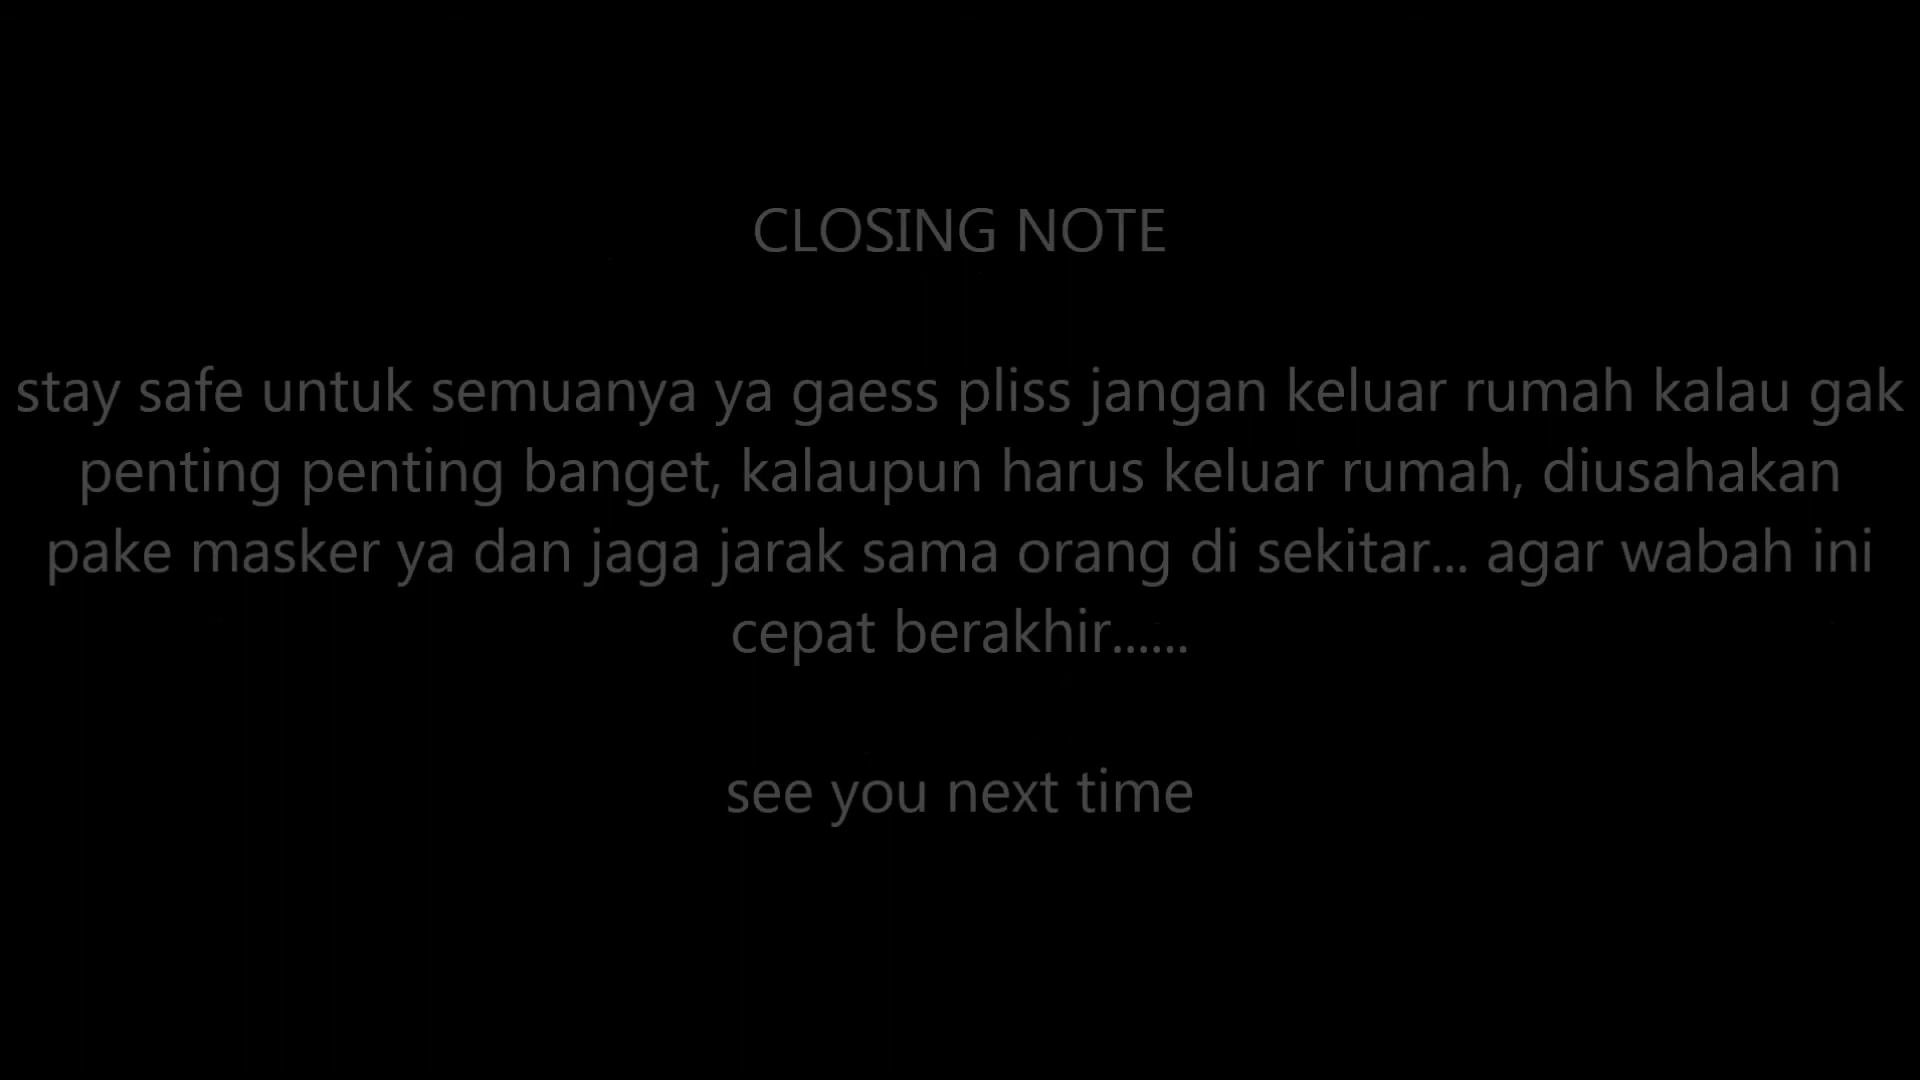 CLOSING NOTE
stay safe untuk semuanya ya gaess pliss jangan keluar rumah kalau gak
penting penting banget, kalaupun harus keluar rumah, diusahakan
pake masker ya dan jaga jarak sama orang di sekitar... agar wabah ini
cepat berakhir......
see you next time